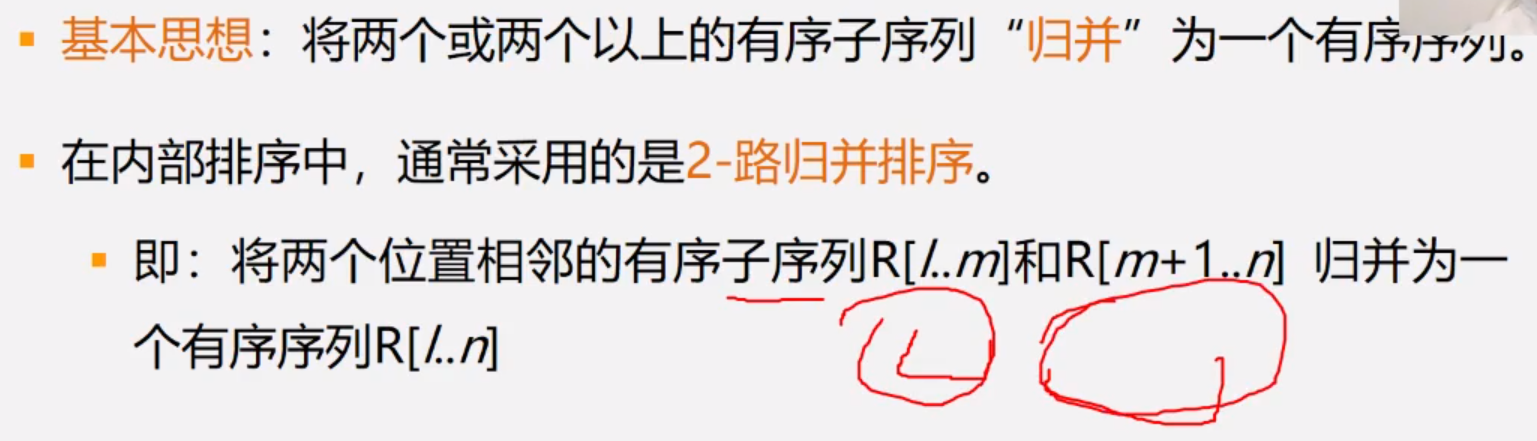 ▪ 基本思想：将两个或两个以上的有序子序列“归并”为一个有序序列。
▪ 在内部排序中，通常采用的是2-路归并排序。
▪ 即：将两个位置相邻的有序子序列R[l..m]和R[m+1..n] 归并为一
个有序序列R[l..n]